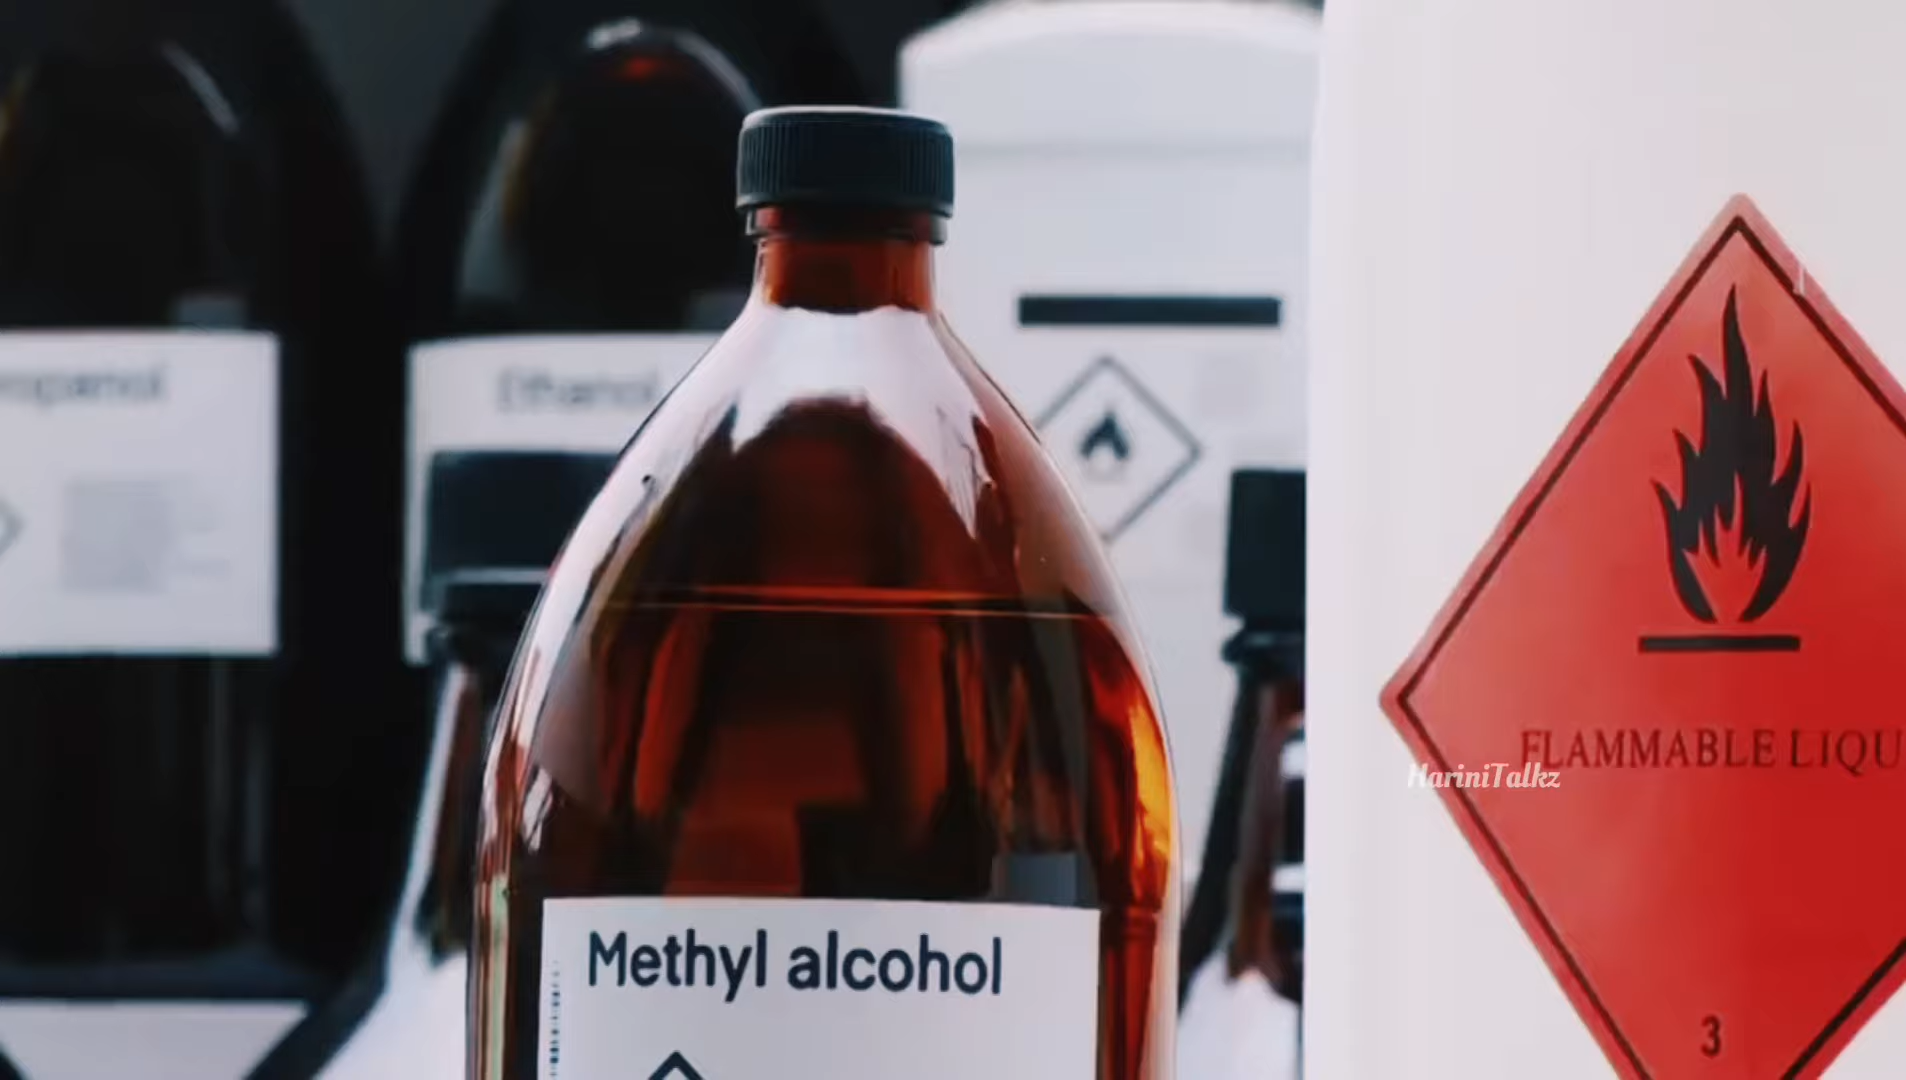 Ethanol
Methyl alcohol
FLAMMABLE LIQU
HariniTalkz
3